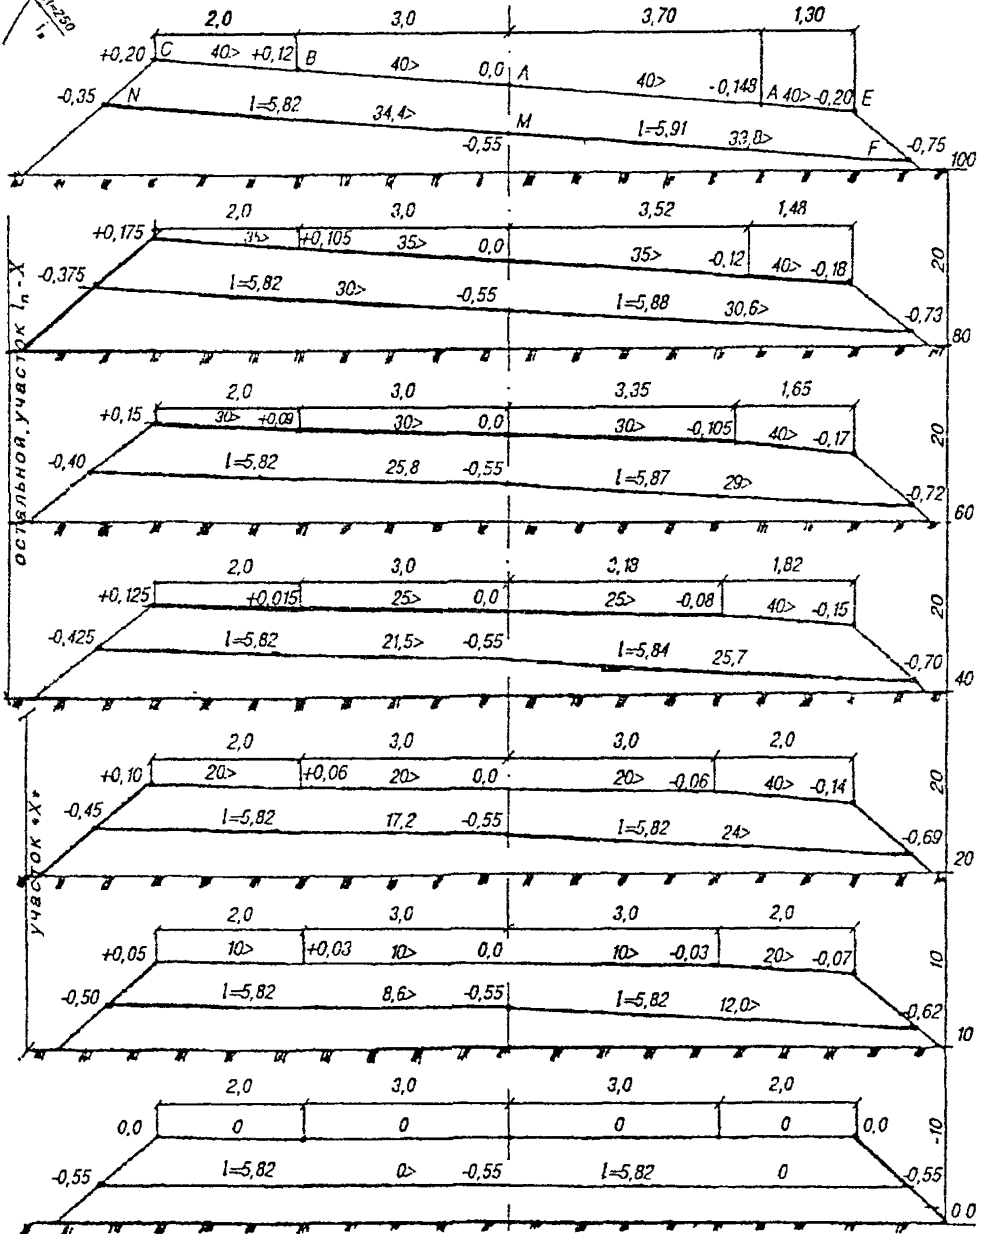 l=250
2,0 3,0 3,70 1,30
+0,20 C 40> +0,12 B 40> 0,0 A 40> -0,148 A 40> -0,20 E
-0,35 N l=5,82 34,4> M -0,55 l=5,91 33,8> F -0,75
100
2,0 3,0 3,52 1,48
+0,175 35> +0,105 35> 0,0 35> -0,12 40> -0,18
20
-0,375 l=5,82 30> -0,55 l=5,88 30,6> -0,73
80
остальной, участок lп-X
2,0 3,0 3,35 1,65
+0,15 30> +0,09 30> 0,0 30> -0,105 40> -0,17
20
-0,40 l=5,82 25,8 -0,55 l=5,87 29> -0,72
60
2,0 3,0 3,18 1,82
+0,125 +0,015 25> 0,0 25> -0,08 40> -0,15
20
-0,425 l=5,82 21,5> -0,55 l=5,84 25,7 -0,70
40
2,0 3,0 3,0 2,0
+0,10 20> +0,06 20> 0,0 20> -0,06 40> -0,14
20
-0,45 l=5,82 17,2 -0,55 l=5,82 24> -0,69
20
участок «X»
2,0 3,0 3,0 2,0
+0,05 10> +0,03 10> 0,0 10> -0,03 20> -0,07
10
-0,50 l=5,82 8,6> -0,55 l=5,82 12,0> -0,62
10
2,0 3,0 3,0 2,0
0,0 0 0 0 0 0,0
-10
-0,55 l=5,82 0> -0,55 l=5,82 0 -0,55
0 0